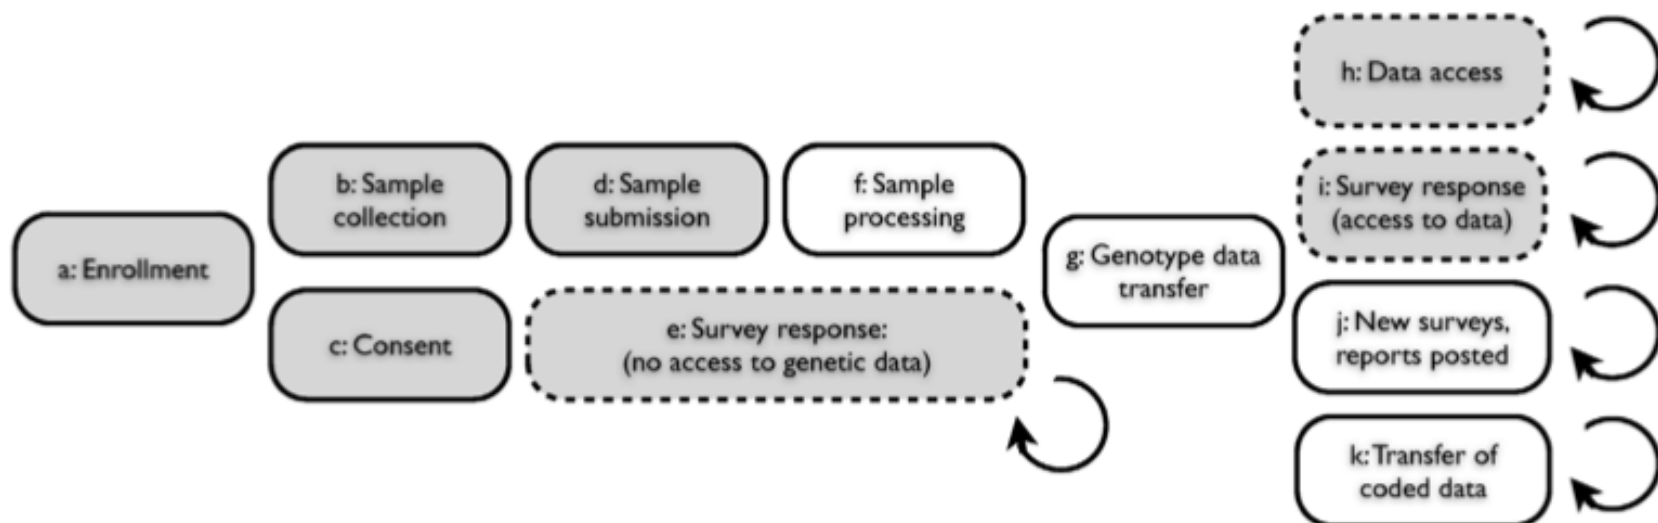 a: Enrollment
b: Sample
collection
c: Consent
d: Sample
submission
e: Survey response:
(no access to genetic data)
f: Sample
processing
g: Genotype data
transfer
h: Data access
i: Survey response
(access to data)
j: New surveys,
reports posted
k: Transfer of
coded data